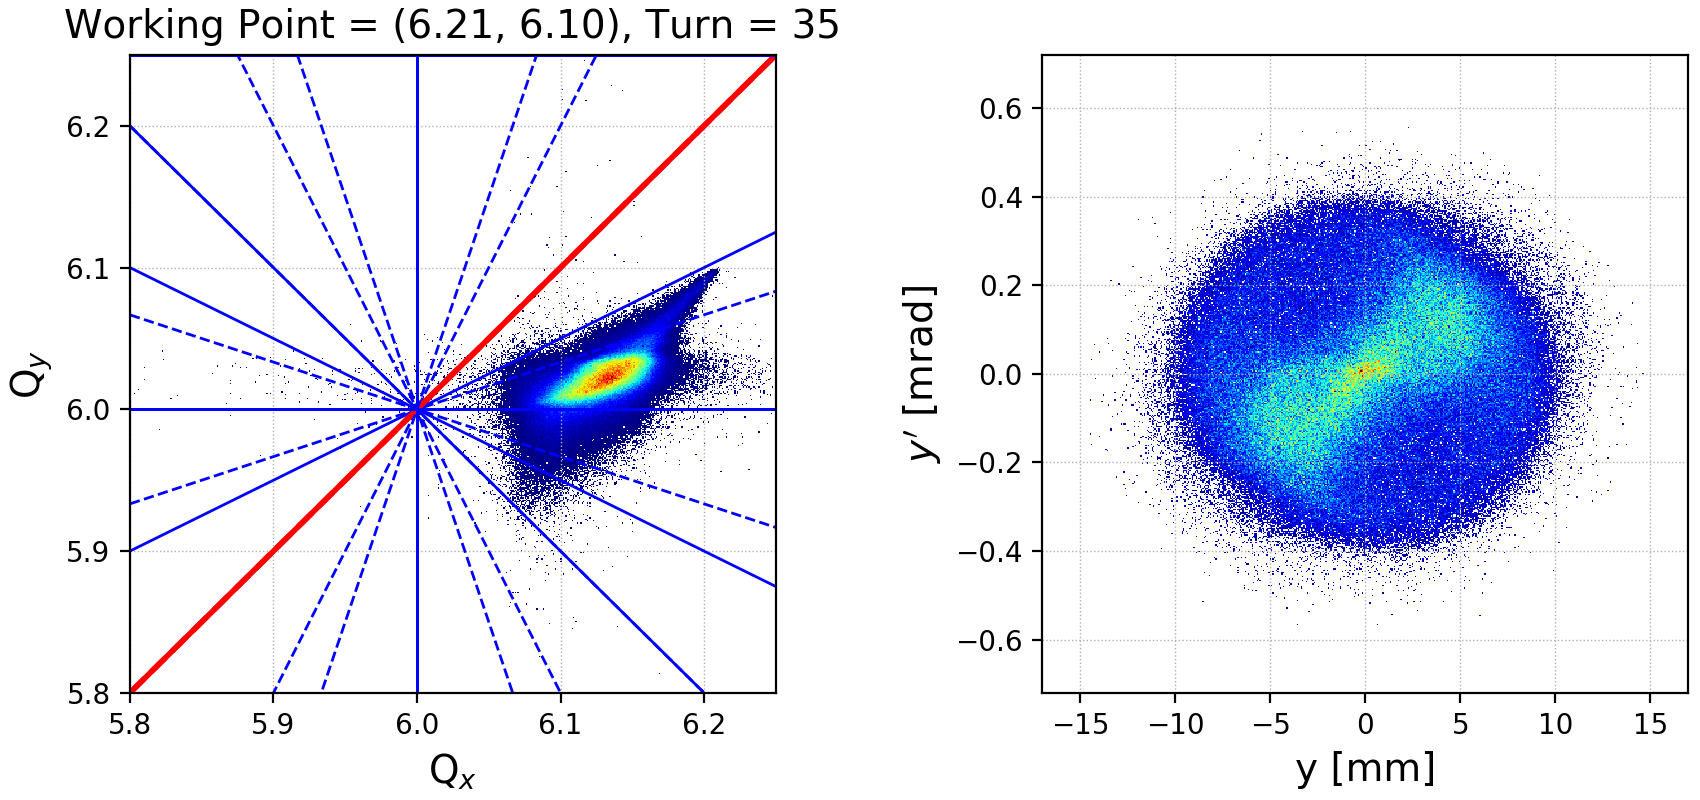 Working Point = (6.21, 6.10), Turn = 35
6.2
6.1
6.0
5.9
5.8
Qy
5.8 5.9 6.0 6.1 6.2
Qx
0.6
0.4
0.2
0.0
−0.2
−0.4
−0.6
y′ [mrad]
−15 −10 −5 0 5 10 15
y [mm]